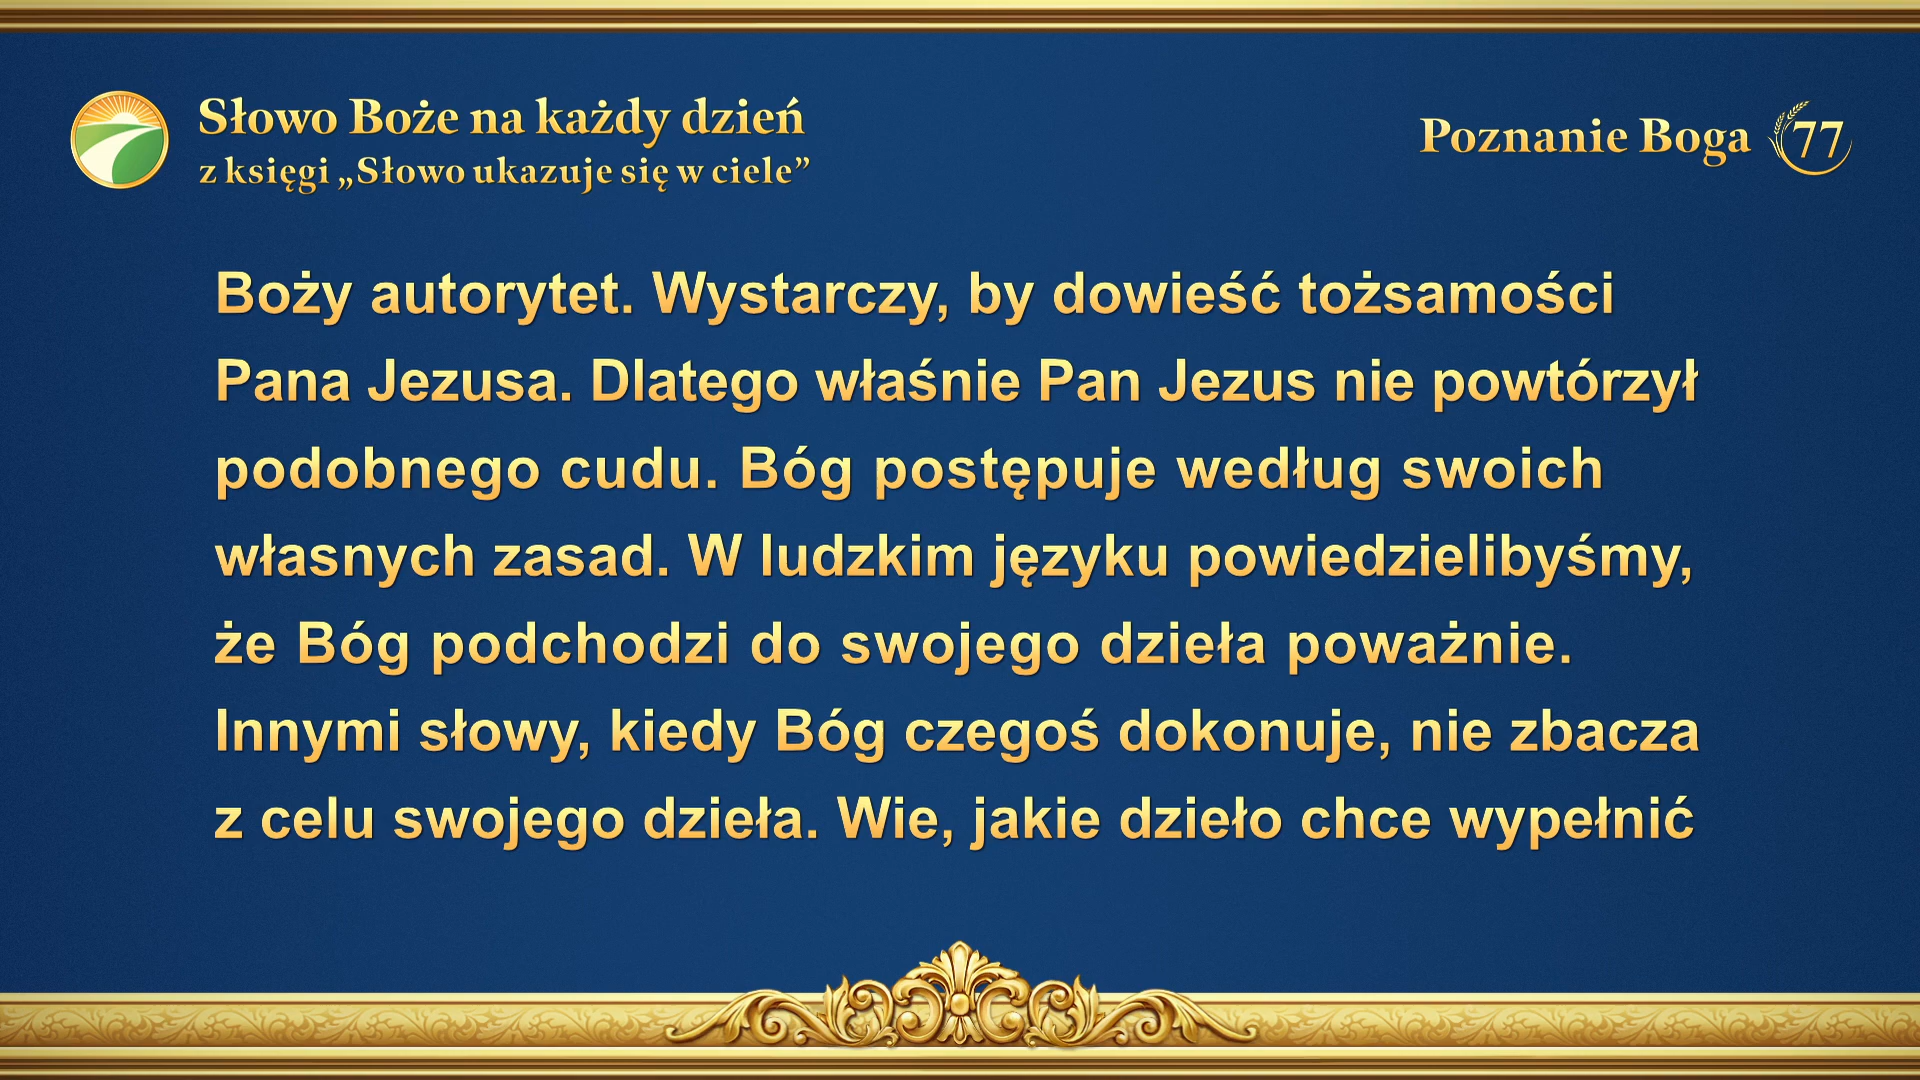 Słowo Boże na każdy dzień
z księgi „Słowo ukazuje się w ciele”
Poznanie Boga 77
Boży autorytet. Wystarczy, by dowieść tożsamości
Pana Jezusa. Dlatego właśnie Pan Jezus nie powtórzył
podobnego cudu. Bóg postępuje według swoich
własnych zasad. W ludzkim języku powiedzielibyśmy,
że Bóg podchodzi do swojego dzieła poważnie.
Innymi słowy, kiedy Bóg czegoś dokonuje, nie zbacza
z celu swojego dzieła. Wie, jakie dzieło chce wypełnić